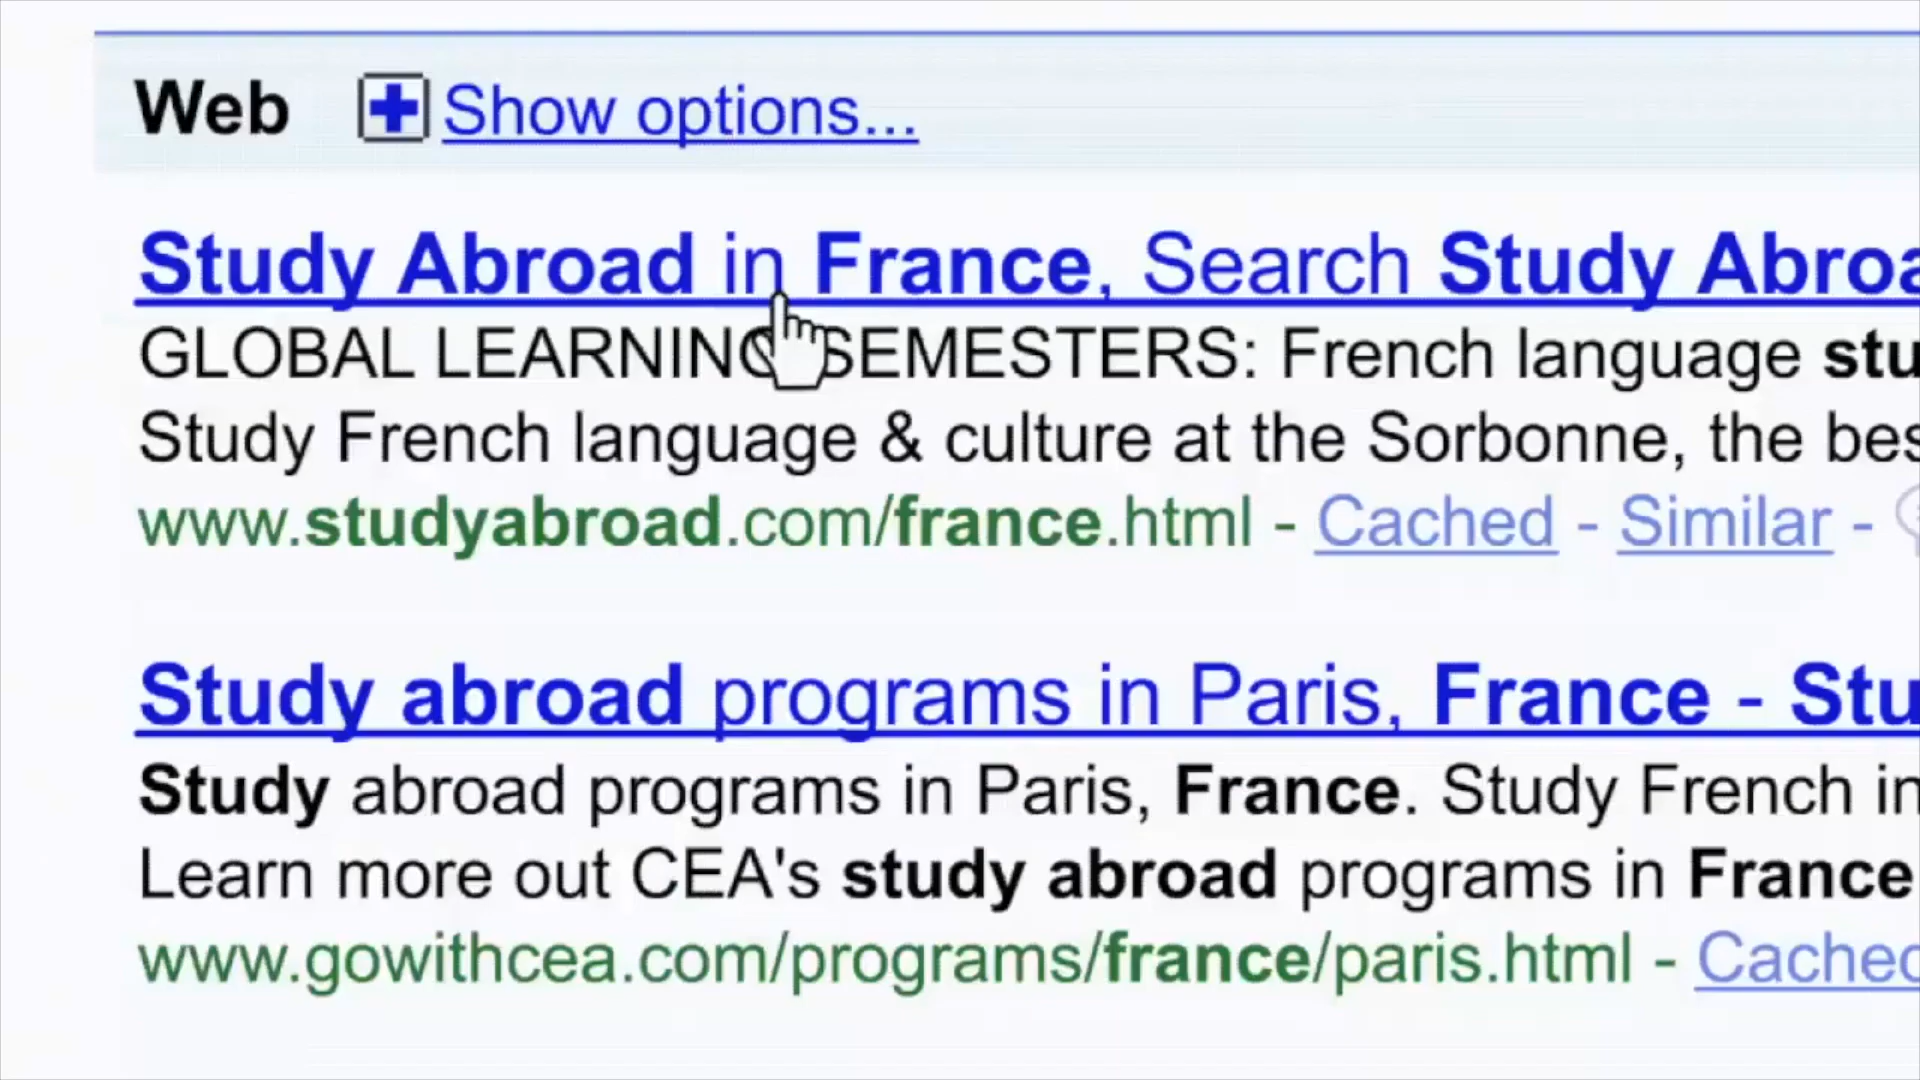 Web Show options...
Study Abroad in France, Search Study Abroa
GLOBAL LEARNING SEMESTERS: French language stu
Study French language & culture at the Sorbonne, the bes
www.studyabroad.com/france.html - Cached - Similar -
Study abroad programs in Paris, France - Stu
Study abroad programs in Paris, France. Study French in
Learn more out CEA's study abroad programs in France
www.gowithcea.com/programs/france/paris.html - Cached